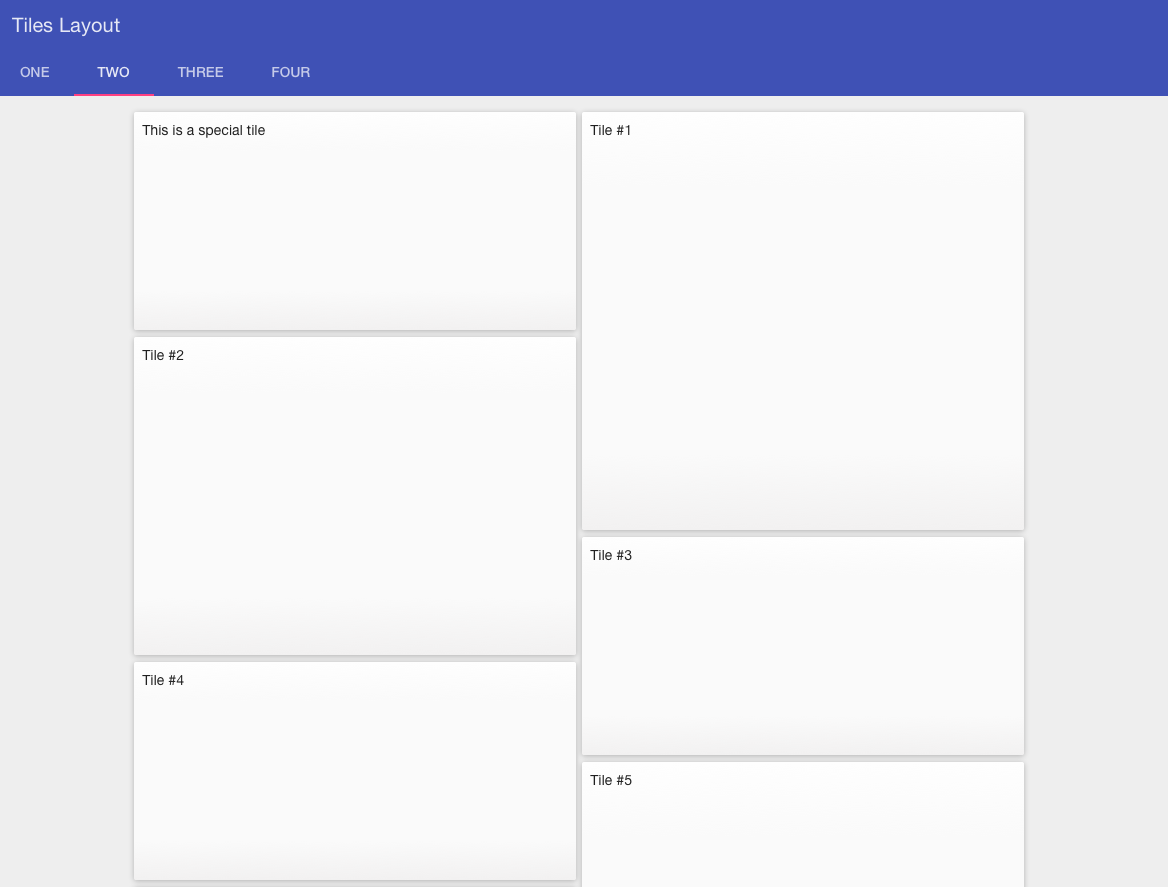 Tiles Layout
ONE TWO THREE FOUR
This is a special tile
Tile #1
Tile #2
Tile #3
Tile #4
Tile #5